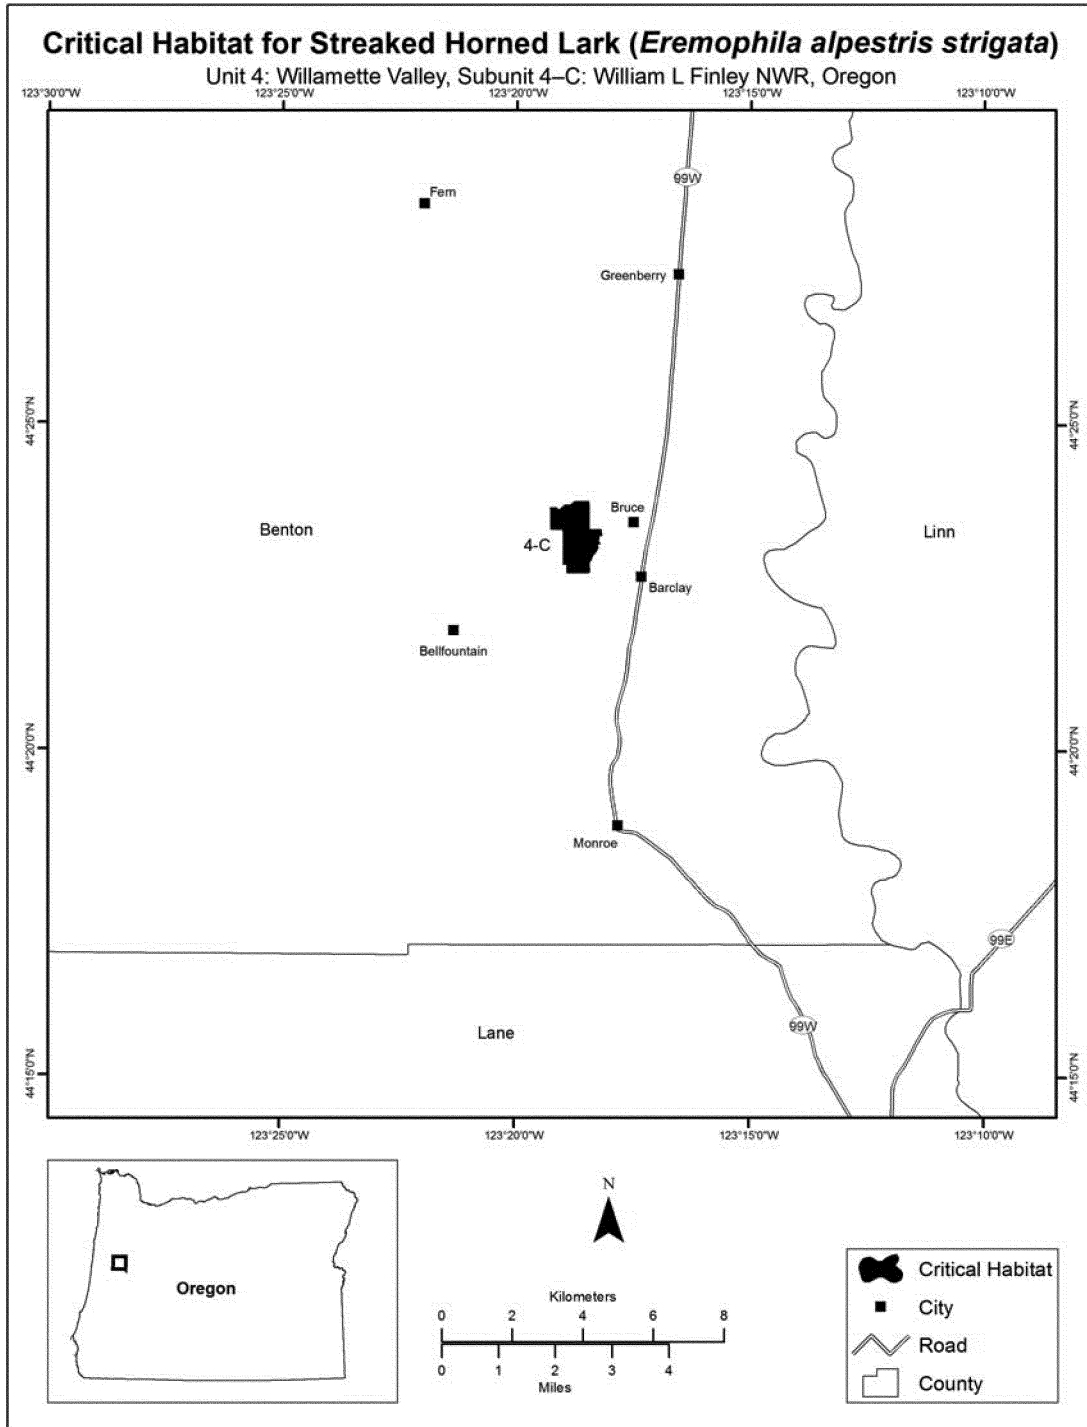 Critical Habitat for Streaked Horned Lark (Eremophila alpestris strigata)
Unit 4: Willamette Valley, Subunit 4–C: William L Finley NWR, Oregon
123°30'0"W 123°25'0"W 123°20'0"W 123°15'0"W 123°10'0"W
99W
Fern
Greenberry
44°25'0"N 44°25'0"N
Bruce
Benton Linn
4-C
Barclay
Bellfountain
44°20'0"N 44°20'0"N
Monroe
99E
99W
Lane
44°15'0"N 44°15'0"N
123°25'0"W 123°20'0"W 123°15'0"W 123°10'0"W
Oregon
N
Kilometers
0 2 4 6 8
0 1 2 3 4
Miles
Critical Habitat
City
Road
County